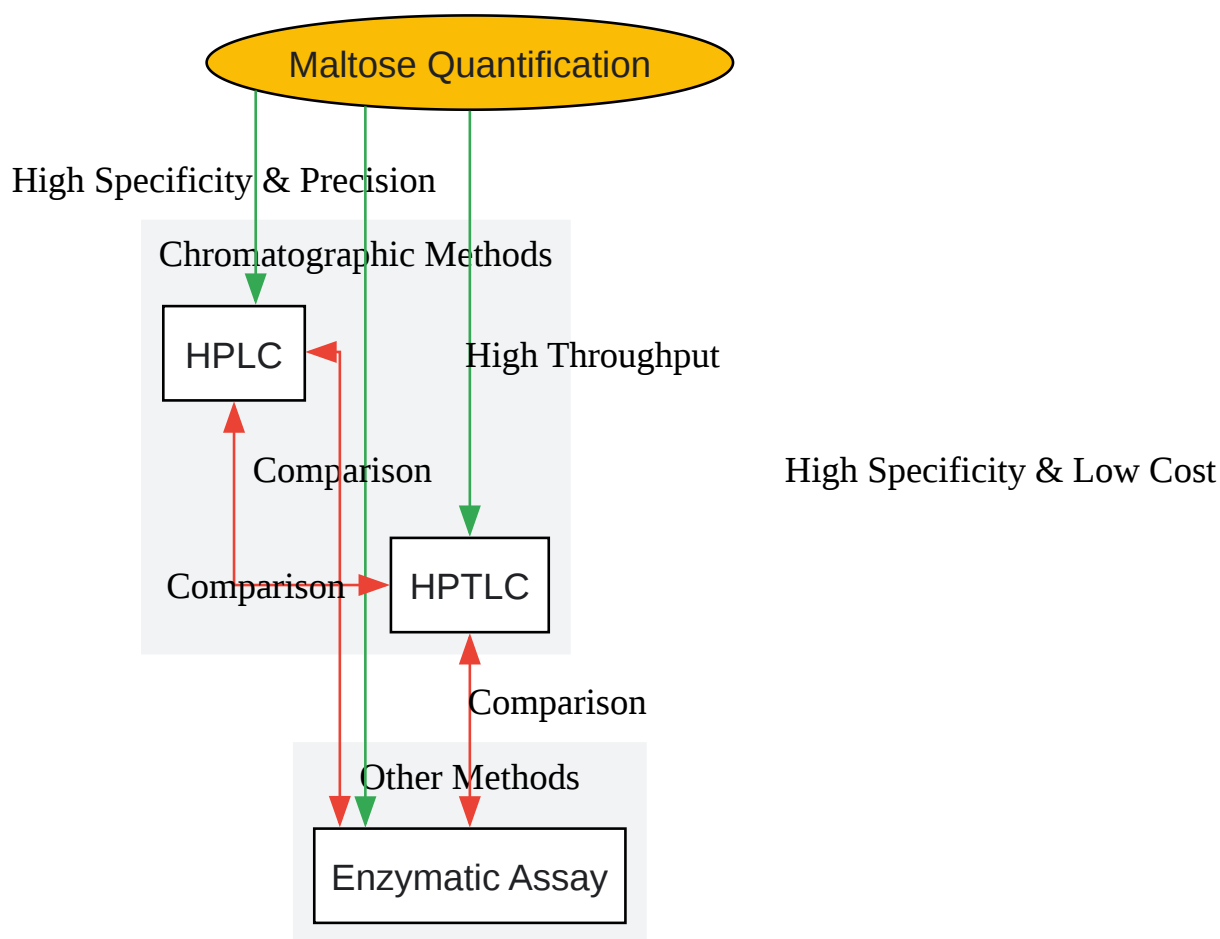 Maltose Quantification
High Specificity & Precision
Chromatographic Methods
HPLC
High Throughput
Comparison
High Specificity & Low Cost
Comparison
HPTLC
Comparison
Other Methods
Enzymatic Assay